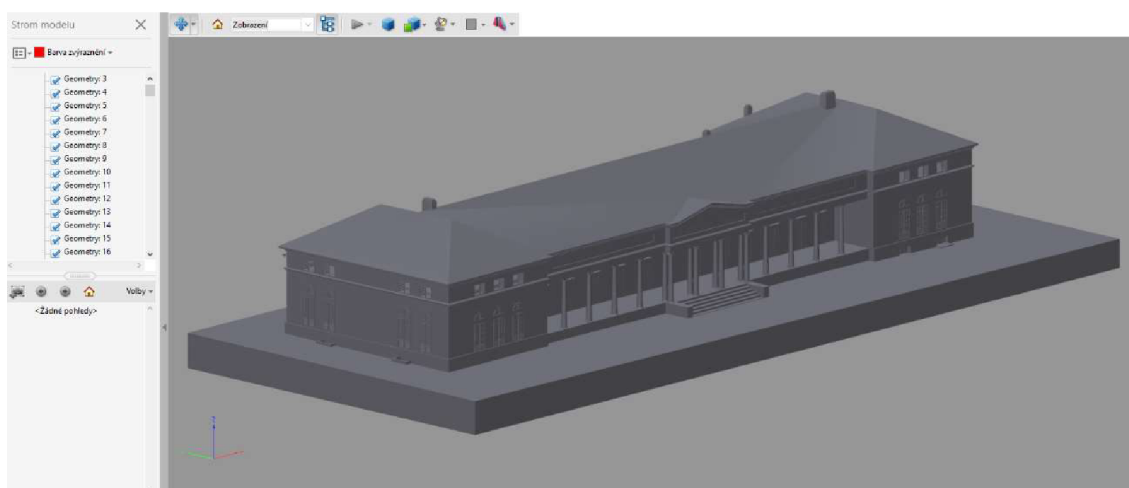 Strom modelu
Zobrazení
Barva zvýraznění
Geometry: 3
Geometry: 4
Geometry: 5
Geometry: 6
Geometry: 7
Geometry: 8
Geometry: 9
Geometry: 10
Geometry: 11
Geometry: 12
Geometry: 13
Geometry: 14
Geometry: 15
Geometry: 16
Volby
<Žádné pohledy>